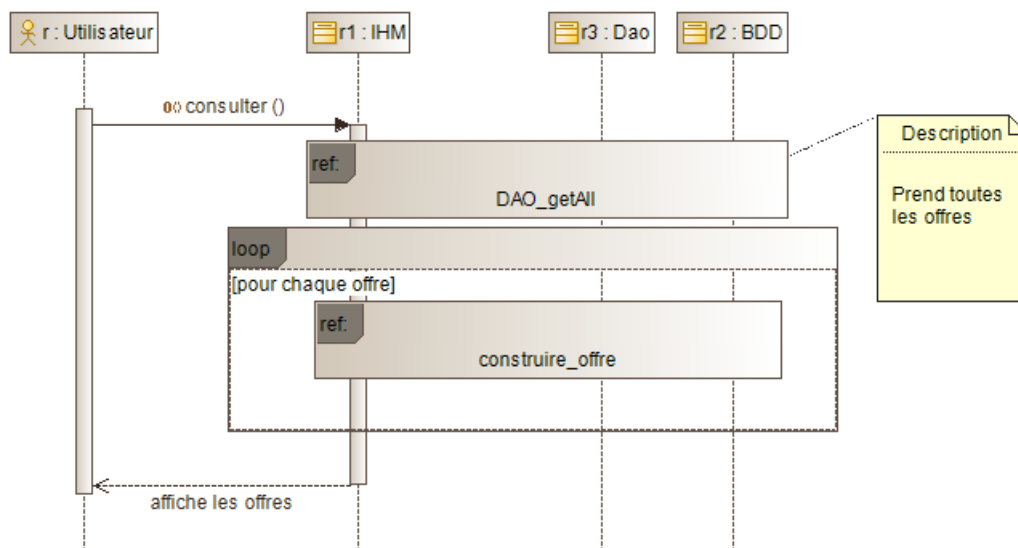 r : Utilisateur
r1 : IHM
r3 : Dao
r2 : BDD
consulter ()
Description
Prend toutes
les offres
ref:
DAO_getAll
loop
[pour chaque offre]
ref:
construire_offre
affiche les offres